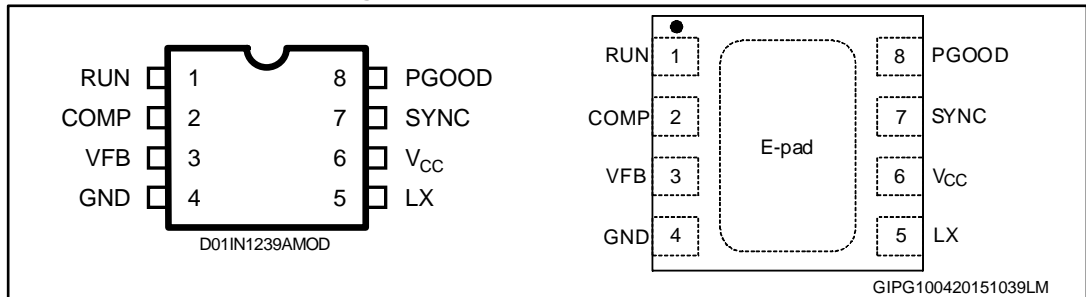 RUN 1 8 PGOOD
COMP 2 7 SYNC
VFB 3 6 VCC
GND 4 5 LX
D01IN1239AMOD
RUN 1 8 PGOOD
COMP 2 7 SYNC
E-pad
VFB 3 6 VCC
GND 4 5 LX
GIPG100420151039LM